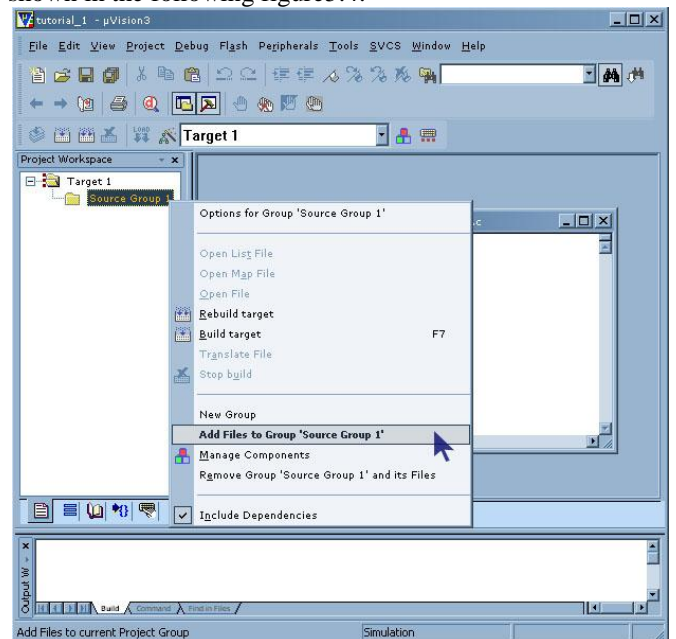 shown in the following figure3.4.
tutorial_1 - µVision3
File Edit View Project Debug Flash Peripherals Tools SVCS Window Help
Target 1
Project Workspace
Target 1
Source Group 1
Options for Group 'Source Group 1'
.c
Open List File
Open Map File
Open File
Rebuild target
Build target F7
Translate File
Stop build
New Group
Add Files to Group 'Source Group 1'
Manage Components
Remove Group 'Source Group 1' and its Files
Include Dependencies
Output W
Build Command Find in Files
Add Files to current Project Group Simulation